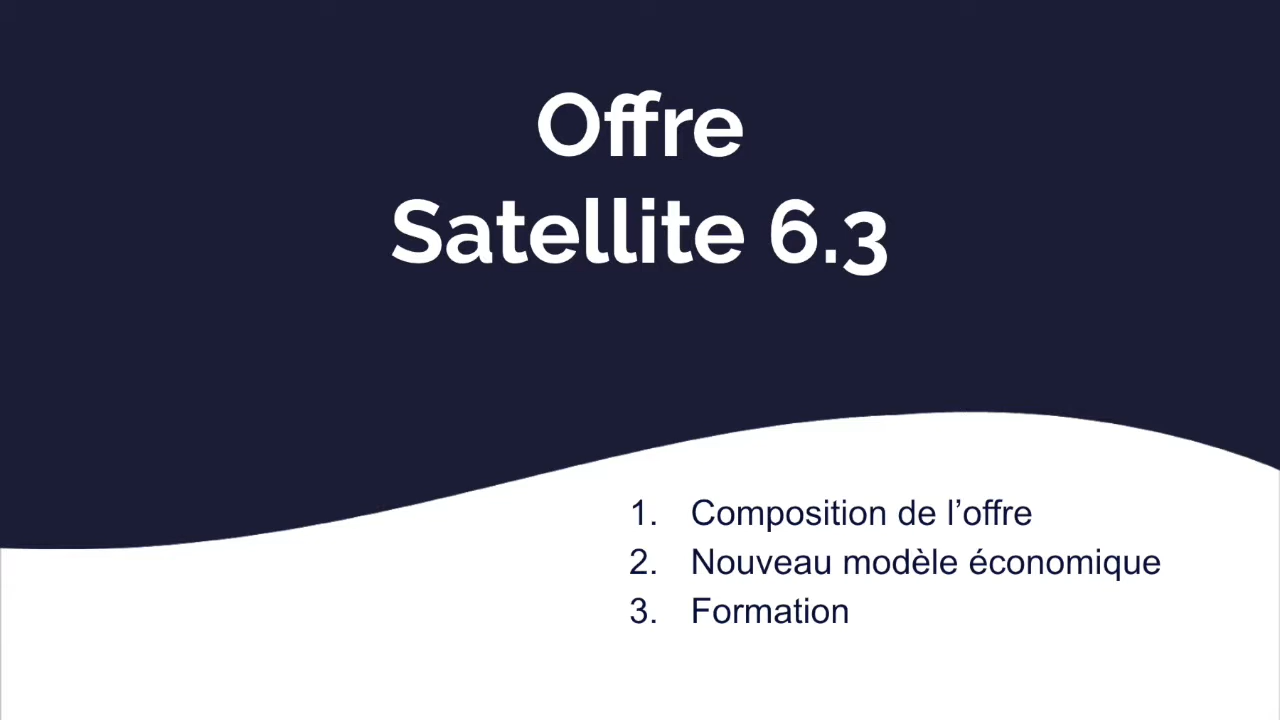 Offre
Satellite 6.3
1. Composition de l’offre
2. Nouveau modèle économique
3. Formation